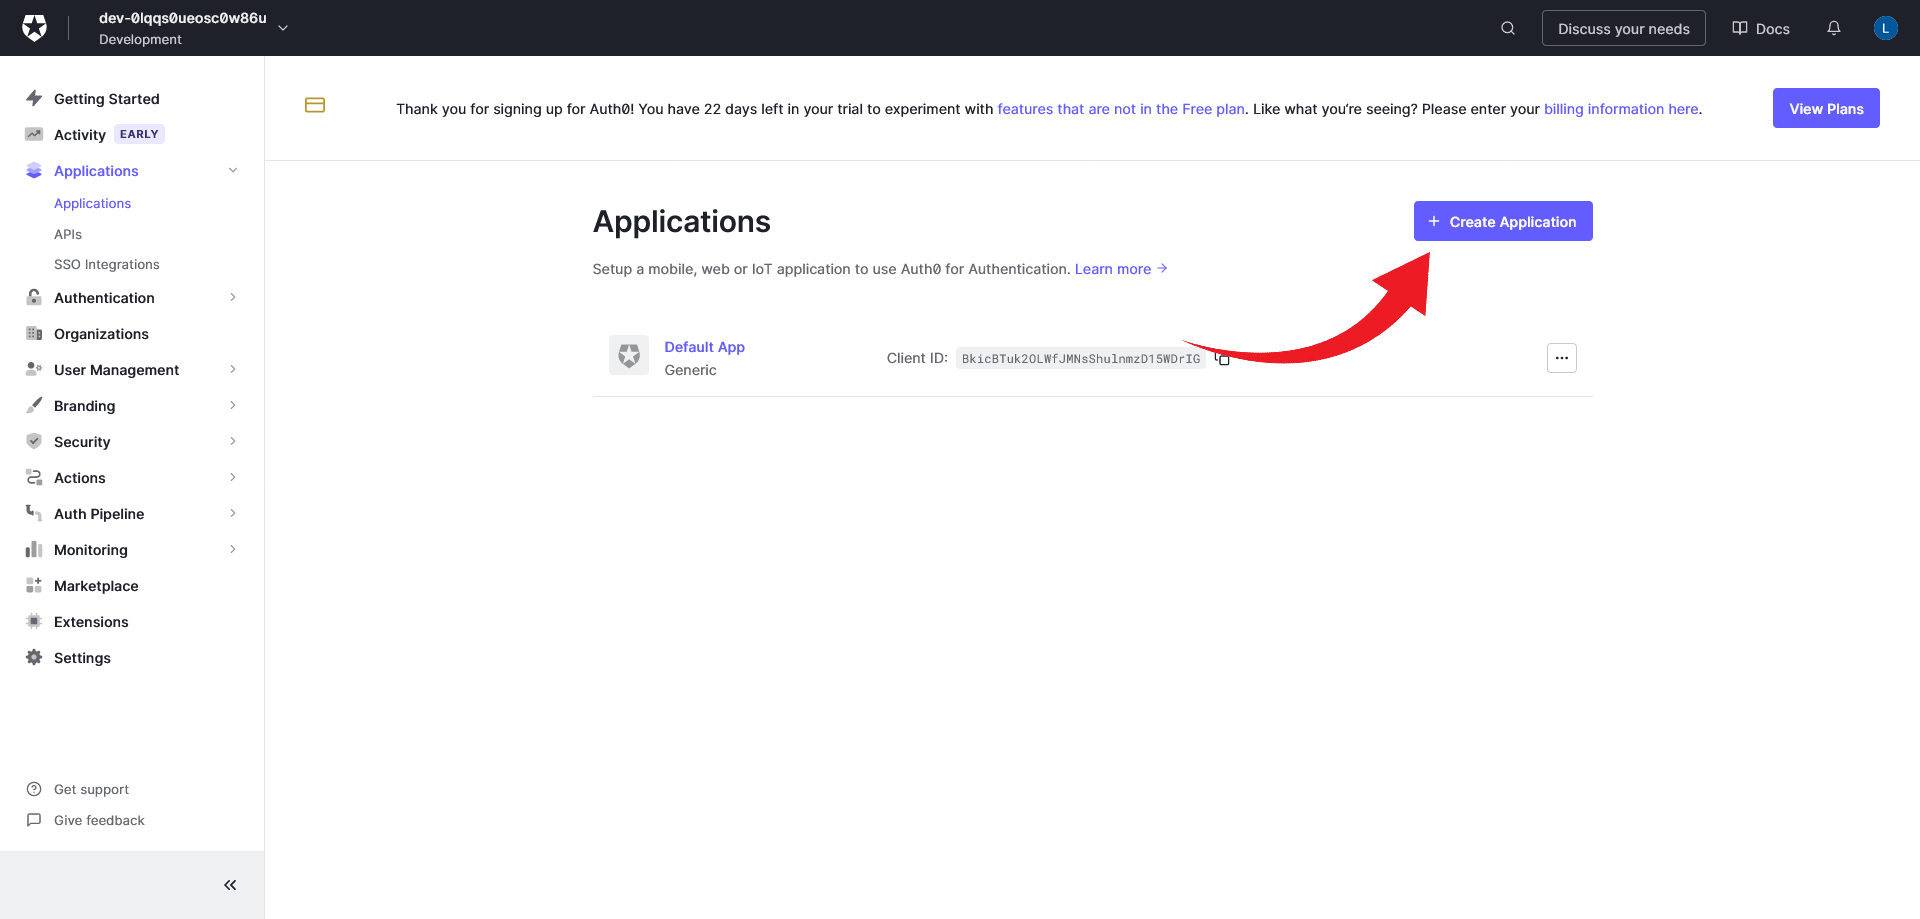 dev-0lqqs0ueosc0w86u
Development
Discuss your needs
Docs
L
Getting Started
Activity EARLY
Applications
Applications
APIs
SSO Integrations
Authentication
Organizations
User Management
Branding
Security
Actions
Auth Pipeline
Monitoring
Marketplace
Extensions
Settings
Get support
Give feedback
Thank you for signing up for Auth0! You have 22 days left in your trial to experiment with features that are not in the Free plan. Like what you’re seeing? Please enter your billing information here.
View Plans
Applications
+ Create Application
Setup a mobile, web or IoT application to use Auth0 for Authentication. Learn more →
Default App
Generic
Client ID: BkicBTuk2OLWfJMNsShulnmzD15WDrIG